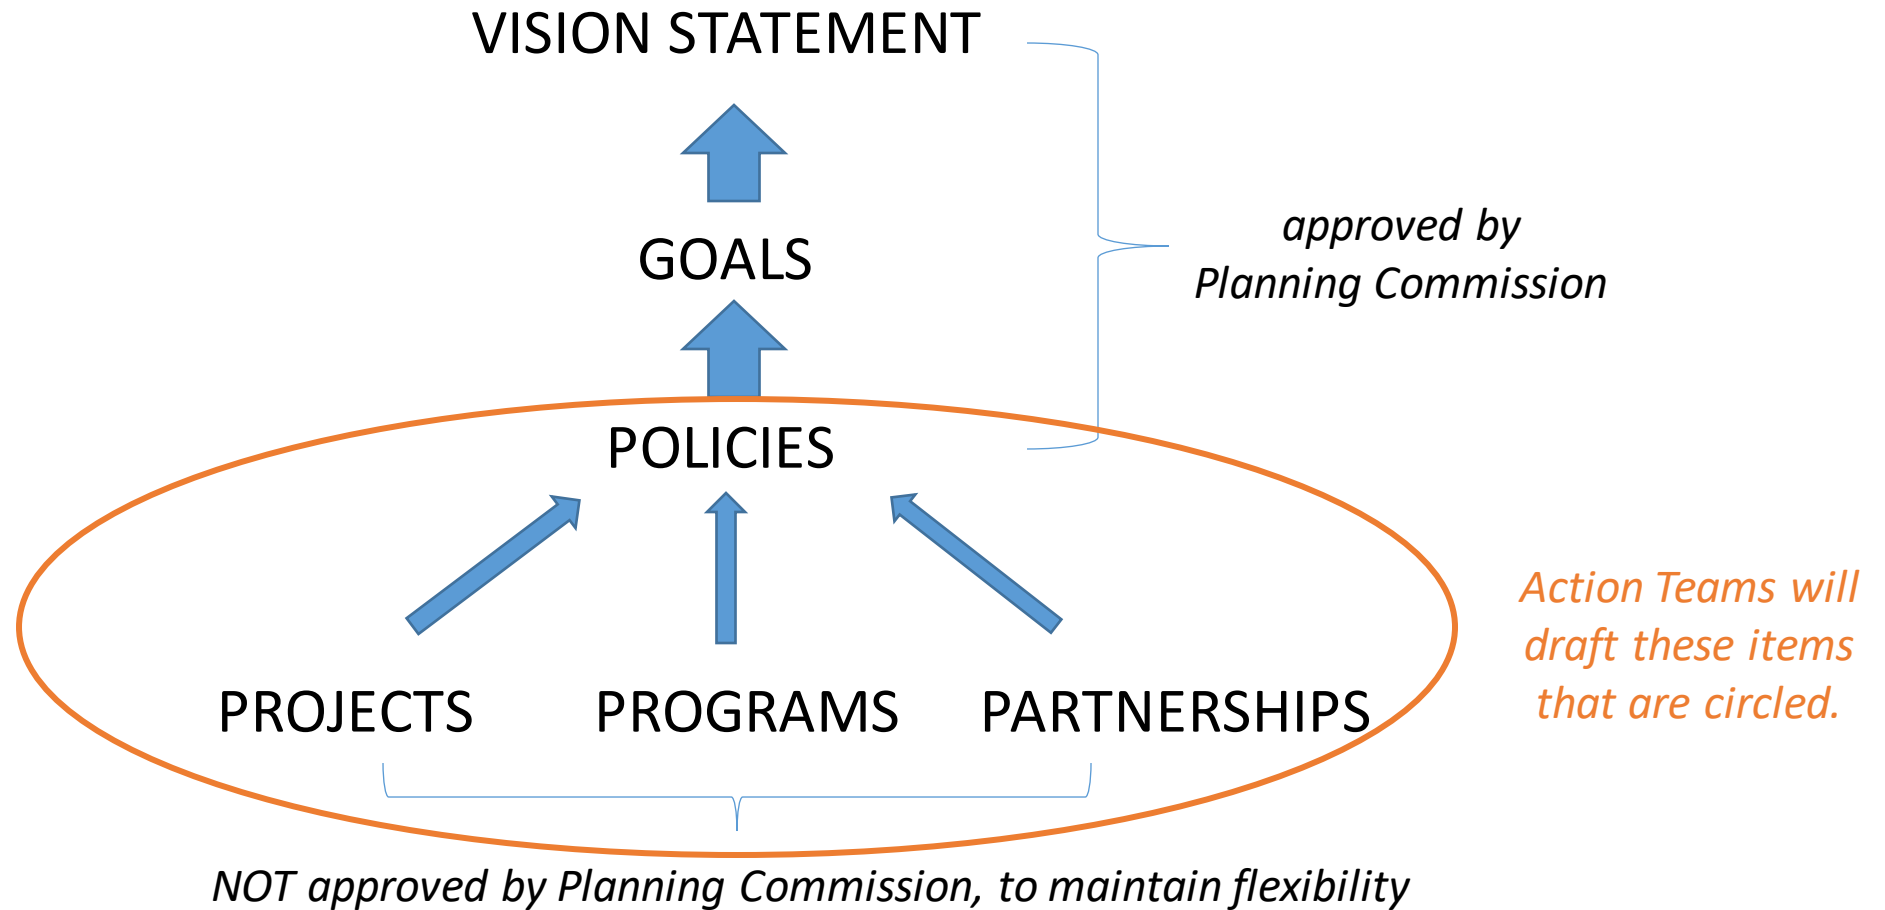 VISION STATEMENT
GOALS
approved by
Planning Commission
POLICIES
Action Teams will
draft these items
that are circled.
PROJECTS PROGRAMS PARTNERSHIPS
NOT approved by Planning Commission, to maintain flexibility